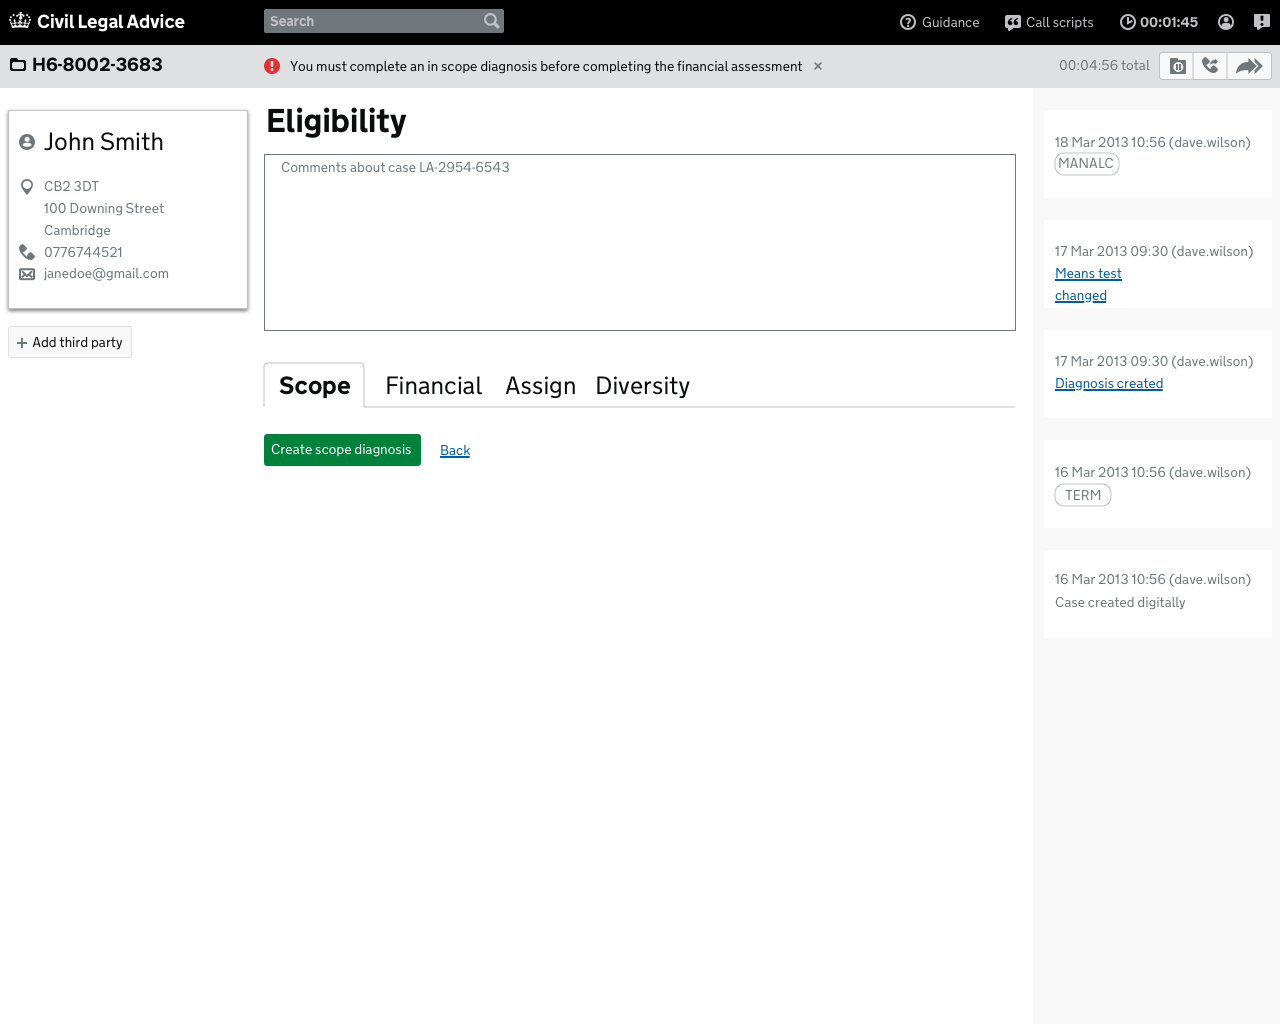 Civil Legal Advice
Search
Guidance
Call scripts
00:01:45
H6-8002-3683
You must complete an in scope diagnosis before completing the financial assessment
00:04:56 total
John Smith
CB2 3DT
100 Downing Street
Cambridge
0776744521
janedoe@gmail.com
Add third party
Eligibility
Comments about case LA-2954-6543
Scope
Financial
Assign
Diversity
Create scope diagnosis
Back
18 Mar 2013 10:56 (dave.wilson)
MANALC
17 Mar 2013 09:30 (dave.wilson)
Means test
changed
17 Mar 2013 09:30 (dave.wilson)
Diagnosis created
16 Mar 2013 10:56 (dave.wilson)
TERM
16 Mar 2013 10:56 (dave.wilson)
Case created digitally